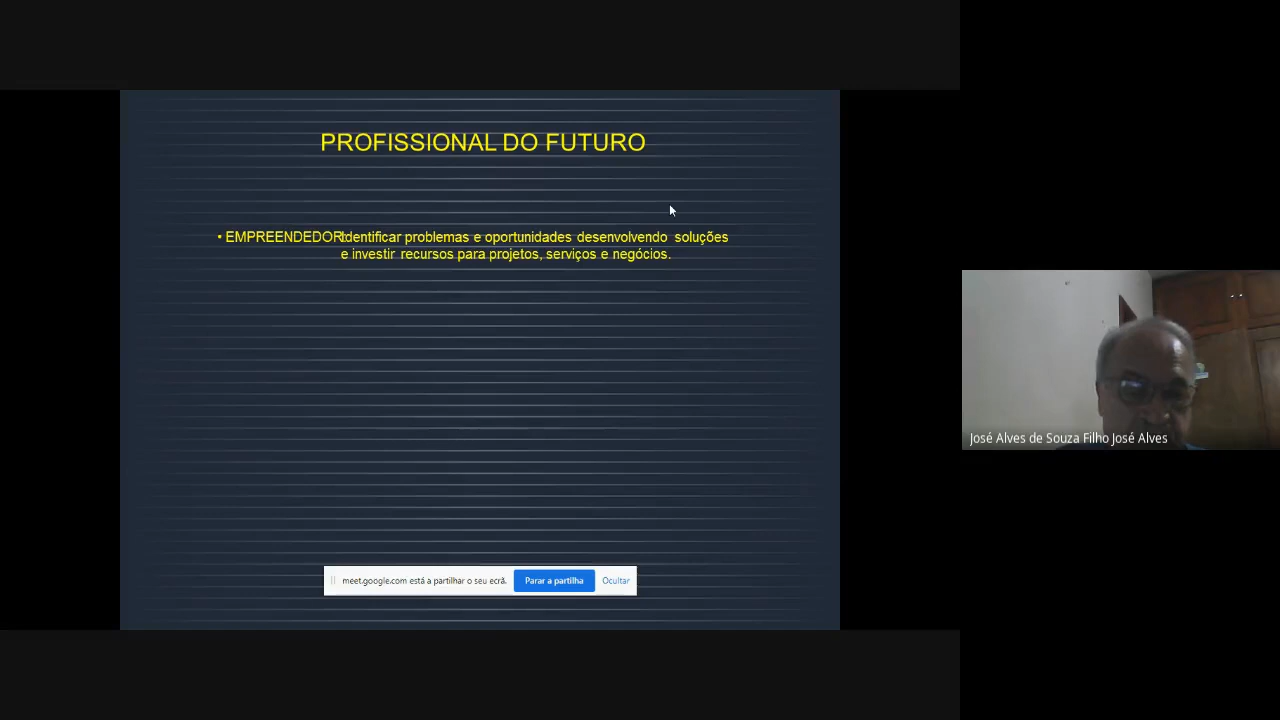 PROFISSIONAL DO FUTURO
▪ EMPREENDEDOR: Identificar problemas e oportunidades desenvolvendo soluções
e investir recursos para projetos, serviços e negócios.
meet.google.com está a partilhar o seu ecrã. Parar a partilha Ocultar
José Alves de Souza Filho José Alves